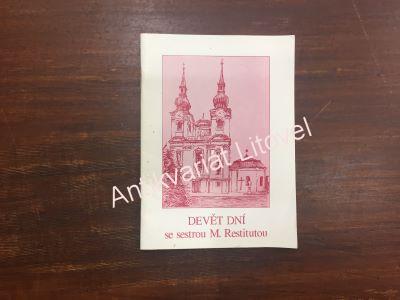 Antikvariát Litovel
DEVĚT DNÍ
se sestrou M. Restitutou